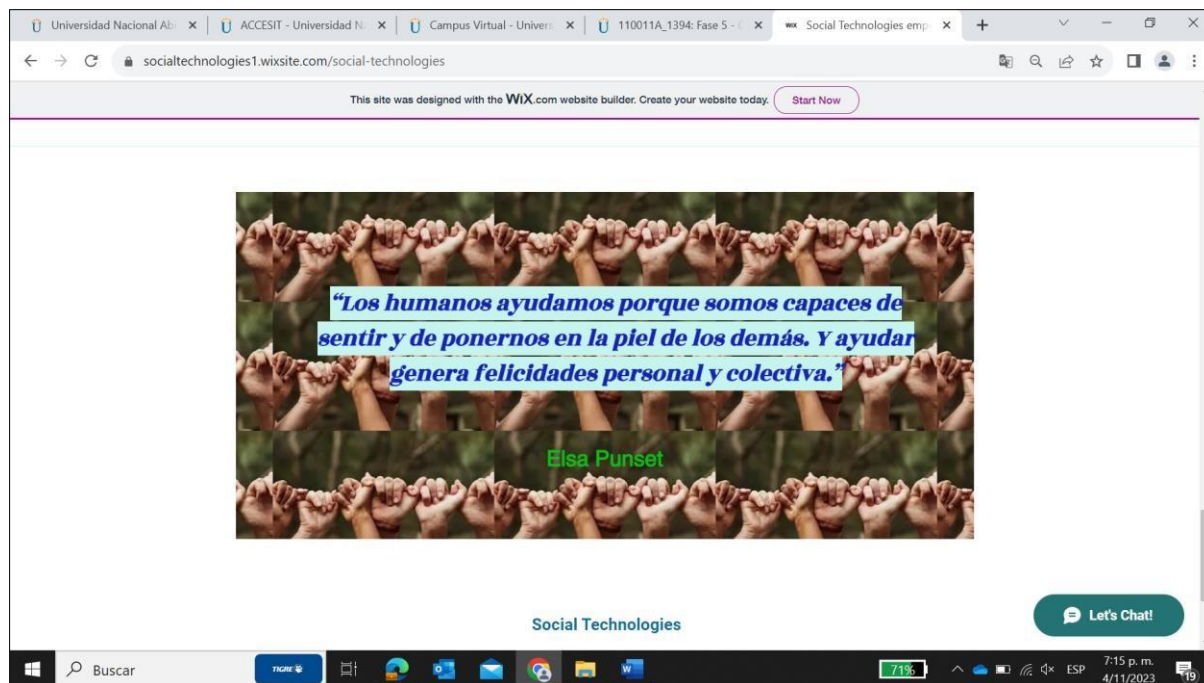 Universidad Nacional Ab
ACCESIT - Universidad N
Campus Virtual - Univers
110011A_1394: Fase 5 - C
WIX Social Technologies emp
socialtechnologies1.wixsite.com/social-technologies
This site was designed with the WiX.com website builder. Create your website today. Start Now
“Los humanos ayudamos porque somos capaces de
sentir y de ponernos en la piel de los demás. Y ayudar
genera felicidades personal y colectiva.”
Elsa Punset
Let's Chat!
Social Technologies
Buscar
TIGRE
71%
ESP
7:15 p. m.
4/11/2023
19